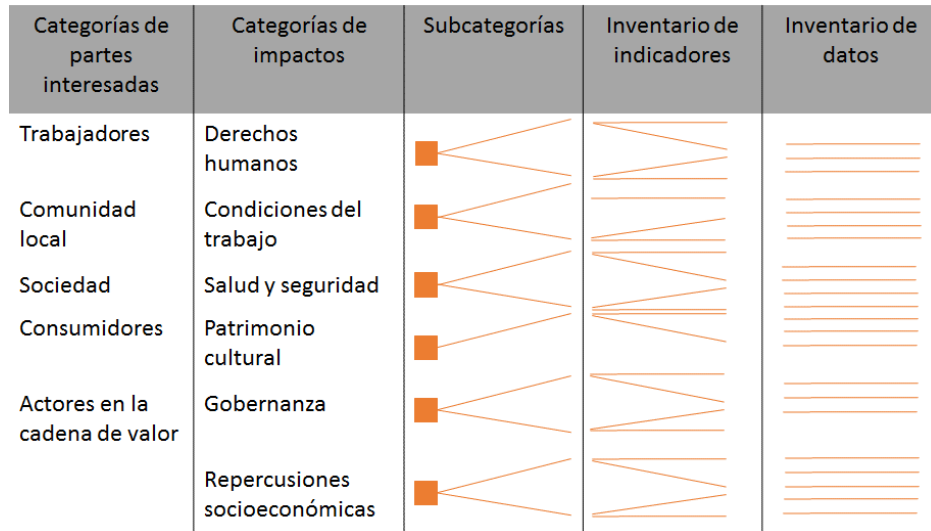 Categorías de
partes
interesadas
Categorías de
impactos
Subcategorías
Inventario de
indicadores
Inventario de
datos
Trabajadores
Derechos
humanos
Comunidad
local
Condiciones del
trabajo
Sociedad
Salud y seguridad
Consumidores
Patrimonio
cultural
Actores en la
cadena de valor
Gobernanza
Repercusiones
socioeconómicas